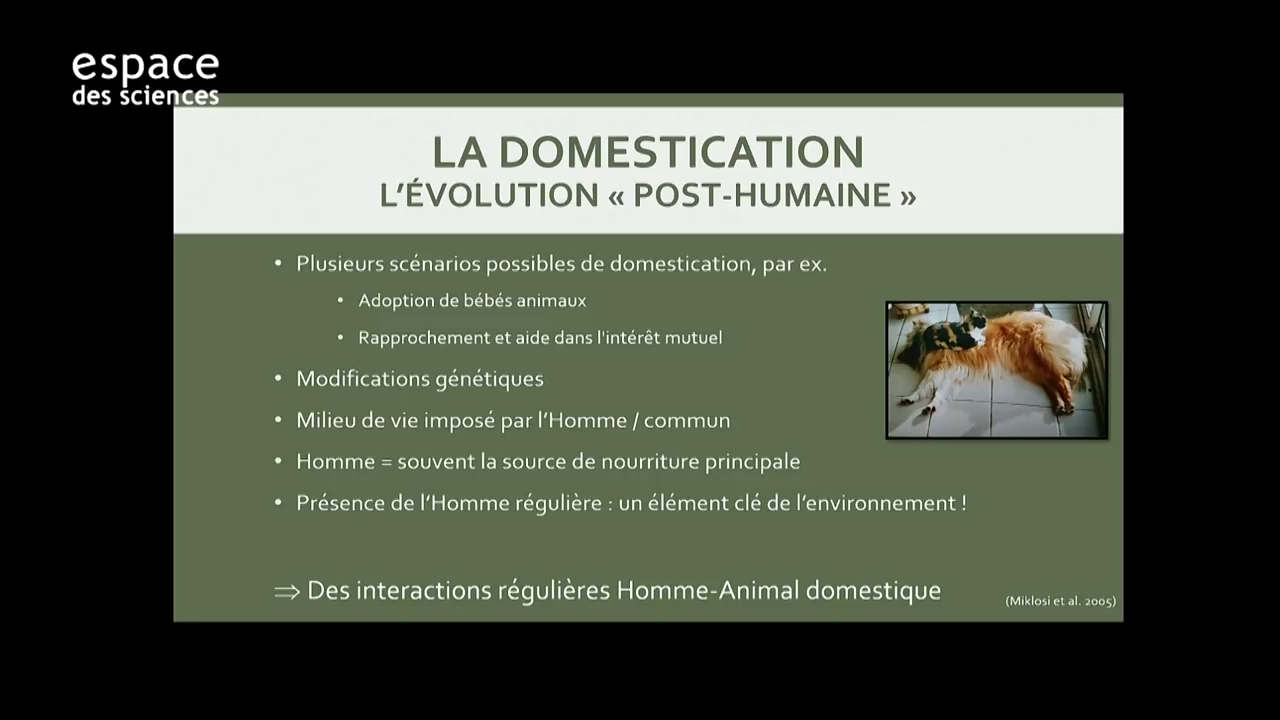 espace
des sciences
LA DOMESTICATION
L'ÉVOLUTION « POST-HUMAINE »
• Plusieurs scénarios possibles de domestication, par ex.
• Adoption de bébés animaux
• Rapprochement et aide dans l'intérêt mutuel
• Modifications génétiques
• Milieu de vie imposé par l'Homme / commun
• Homme = souvent la source de nourriture principale
• Présence de l'Homme régulière : un élément clé de l'environnement !
⇒ Des interactions régulières Homme-Animal domestique
(Miklosi et al. 2005)